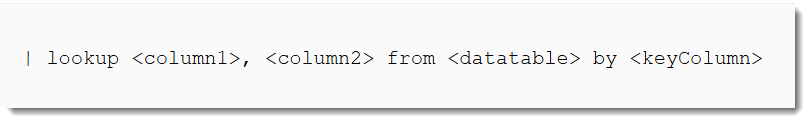 | lookup <column1>, <column2> from <datatable> by <keyColumn>